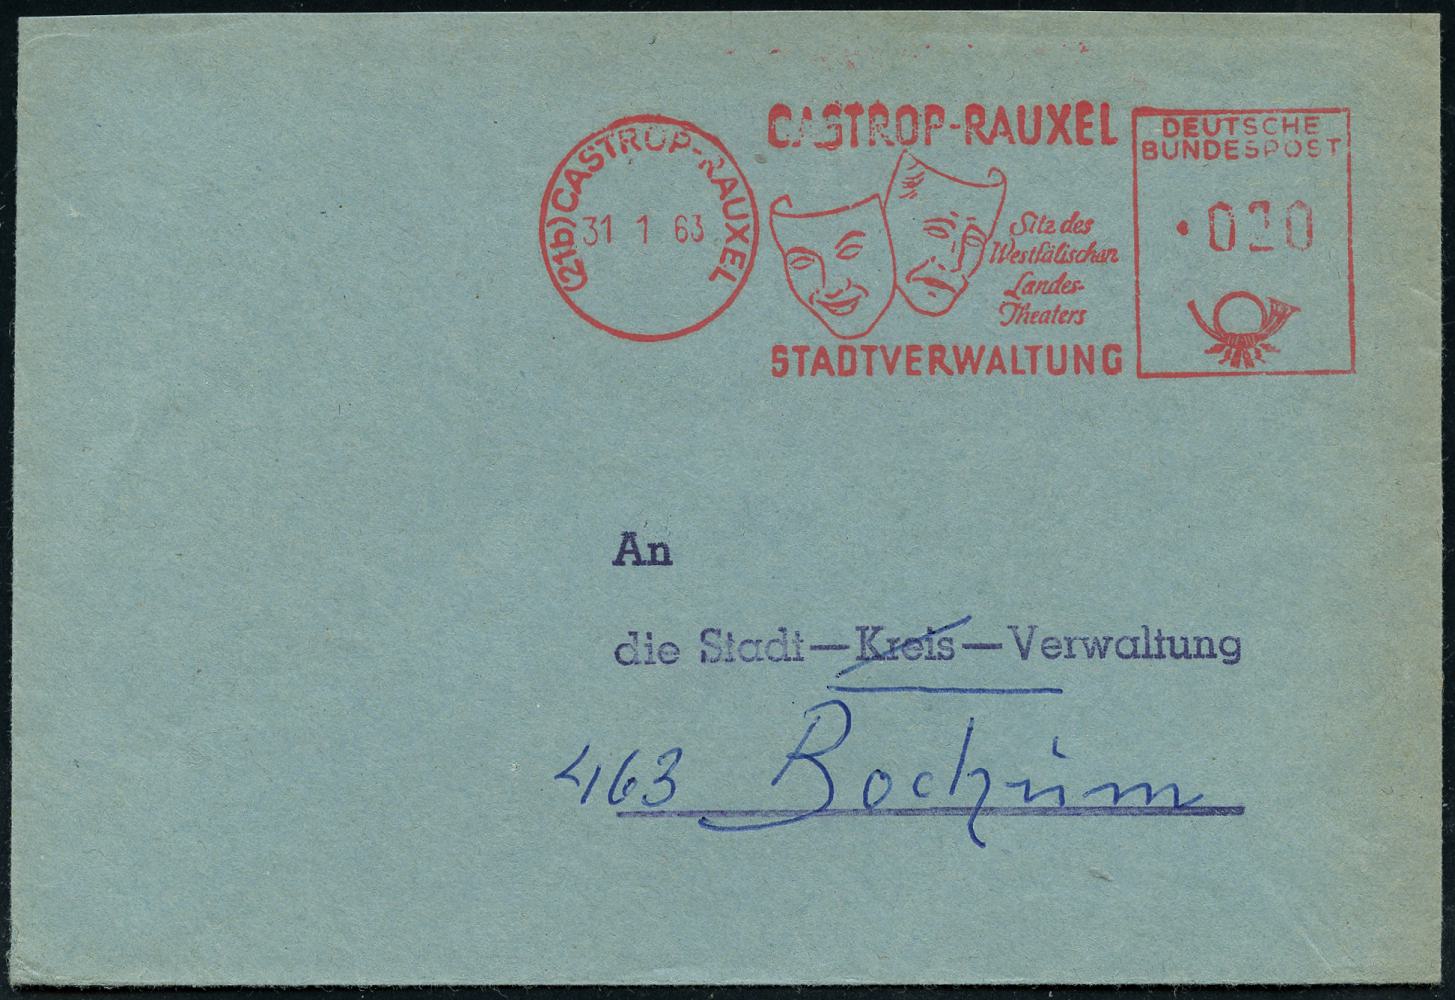 (21b) CASTROP-RAUXEL
31 1 63
CASTROP-RAUXEL
Sitz des
Westfälischen
Landes-
Theaters
STADTVERWALTUNG
DEUTSCHE
BUNDESPOST
020
An
die Stadt—Kreis—Verwaltung
463 Bochum